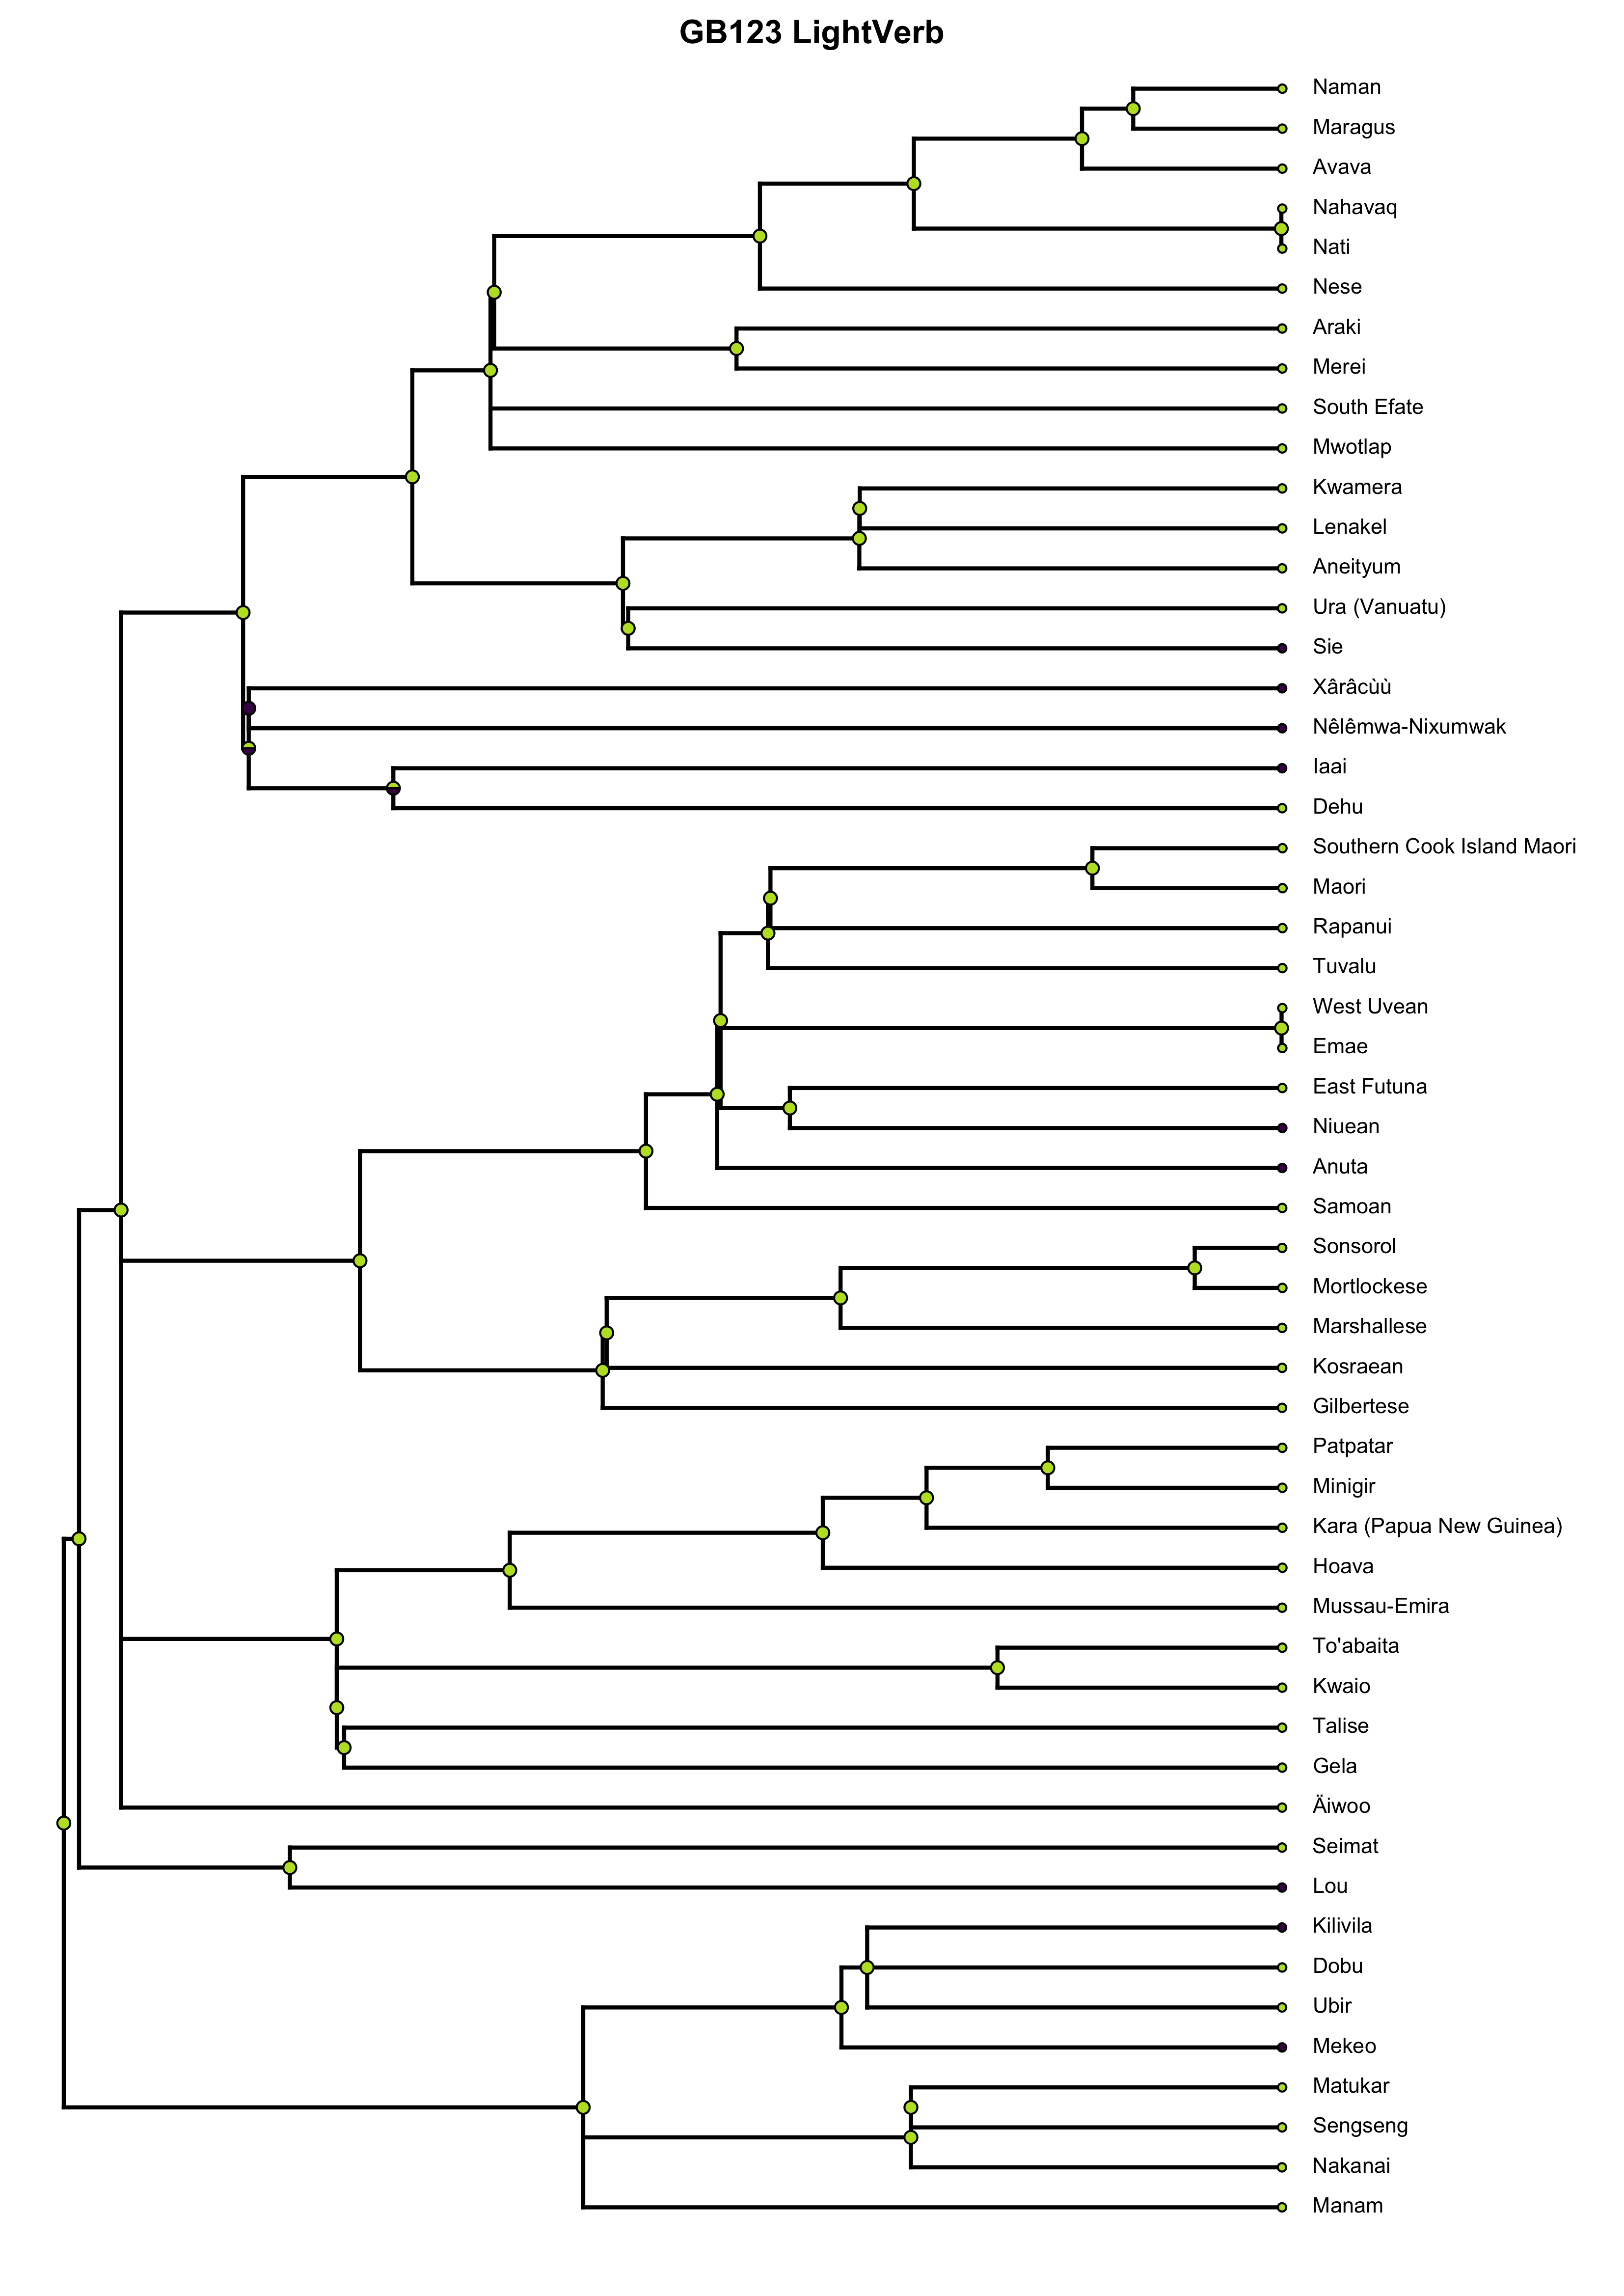 GB123 LightVerb
Naman
Maragus
Avava
Nahavaq
Nati
Nese
Araki
Merei
South Efate
Mwotlap
Kwamera
Lenakel
Aneityum
Ura (Vanuatu)
Sie
Xârâcùù
Nêlêmwa-Nixumwak
Iaai
Dehu
Southern Cook Island Maori
Maori
Rapanui
Tuvalu
West Uvean
Emae
East Futuna
Niuean
Anuta
Samoan
Sonsorol
Mortlockese
Marshallese
Kosraean
Gilbertese
Patpatar
Minigir
Kara (Papua New Guinea)
Hoava
Mussau-Emira
To'abaita
Kwaio
Talise
Gela
Äiwoo
Seimat
Lou
Kilivila
Dobu
Ubir
Mekeo
Matukar
Sengseng
Nakanai
Manam